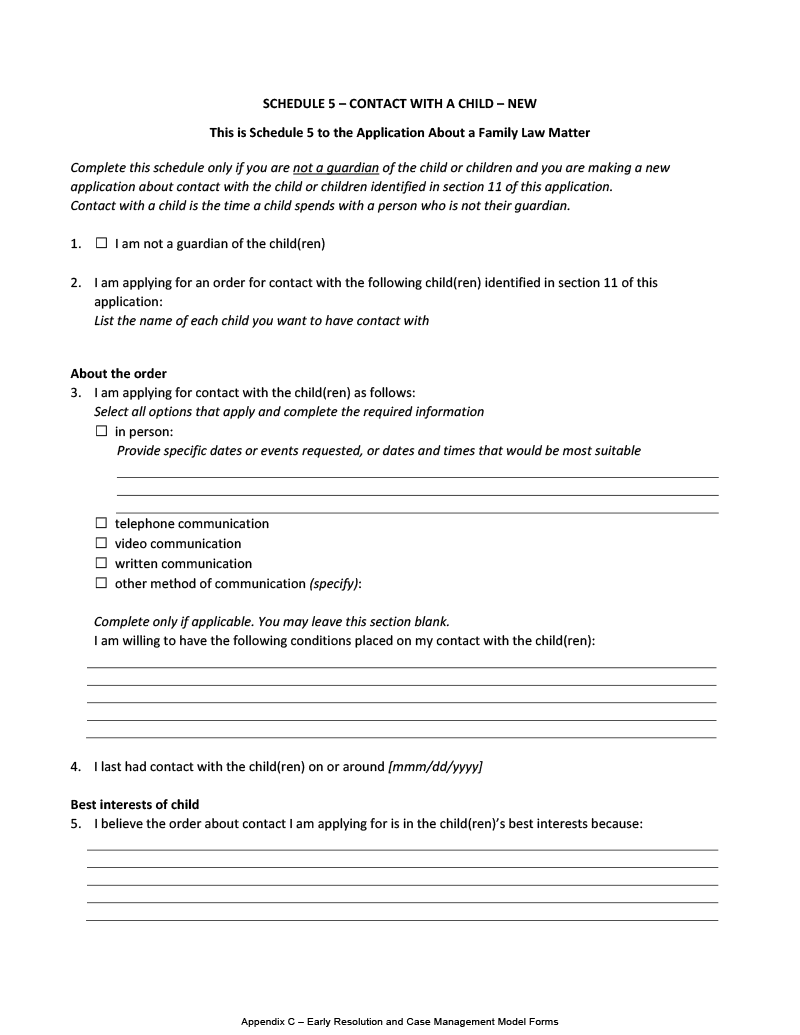 SCHEDULE 5 – CONTACT WITH A CHILD – NEW
This is Schedule 5 to the Application About a Family Law Matter
Complete this schedule only if you are not a guardian of the child or children and you are making a new
application about contact with the child or children identified in section 11 of this application.
Contact with a child is the time a child spends with a person who is not their guardian.
1. ☐ I am not a guardian of the child(ren)
2. I am applying for an order for contact with the following child(ren) identified in section 11 of this
application:
List the name of each child you want to have contact with
About the order
3. I am applying for contact with the child(ren) as follows:
Select all options that apply and complete the required information
☐ in person:
Provide specific dates or events requested, or dates and times that would be most suitable
☐ telephone communication
☐ video communication
☐ written communication
☐ other method of communication (specify):
Complete only if applicable. You may leave this section blank.
I am willing to have the following conditions placed on my contact with the child(ren):
4. I last had contact with the child(ren) on or around [mmm/dd/yyyy]
Best interests of child
5. I believe the order about contact I am applying for is in the child(ren)’s best interests because:
Appendix C – Early Resolution and Case Management Model Forms